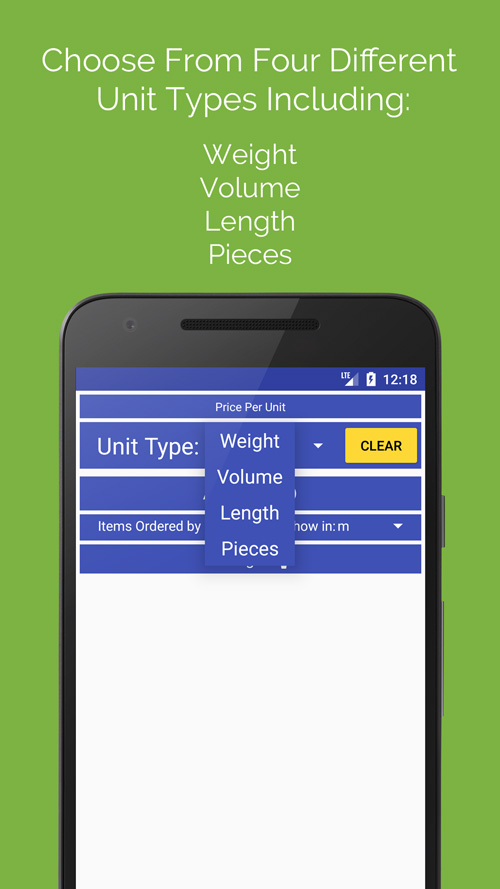 Choose From Four Different
Unit Types Including:
Weight
Volume
Length
Pieces
LTE 12:18
Price Per Unit
Unit Type: Weight CLEAR
Volume
Length
Items Ordered by how in: m
Pieces